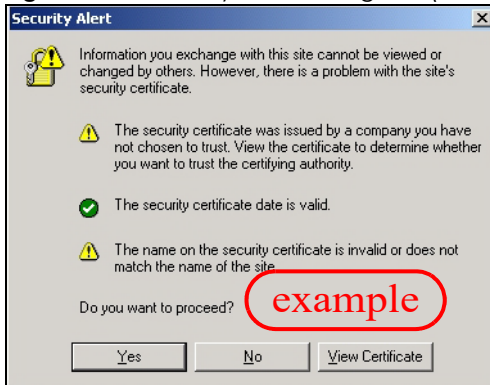 Security Alert
Information you exchange with this site cannot be viewed or
changed by others. However, there is a problem with the site's
security certificate.
The security certificate was issued by a company you have
not chosen to trust. View the certificate to determine whether
you want to trust the certifying authority.
The security certificate date is valid.
The name on the security certificate is invalid or does not
match the name of the site
Do you want to proceed?
example
Yes No View Certificate